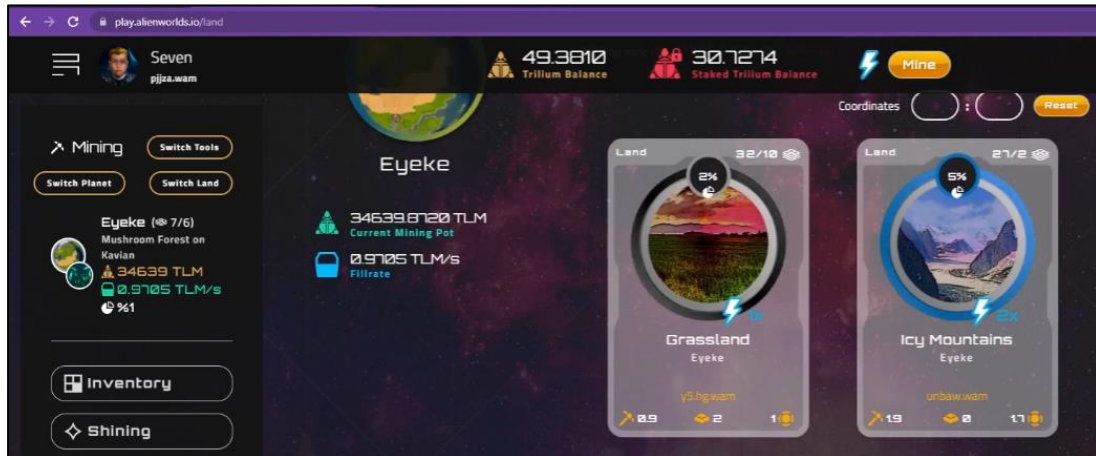 play.alienworlds.io/land
Seven
pjjza.wam
49.3810
Trilium Balance
30.7274
Staked Trilium Balance
Mine
Mining
Switch Tools
Switch Planet
Switch Land
Eyeke (7/6)
Mushroom Forest on
Kavian
34639 TLM
0.9705 TLM/s
%1
Inventory
Shining
Eyeke
34639.8720 TLM
Current Mining Pot
0.9705 TLM/s
Fillrate
Coordinates : Reset
Land 32/10
2%
Grassland
Eyeke
y5.hg.wam
0.9 2 1
Land 27/2
5%
2x
Icy Mountains
Eyeke
unbaw.wam
1.9 0 1.7